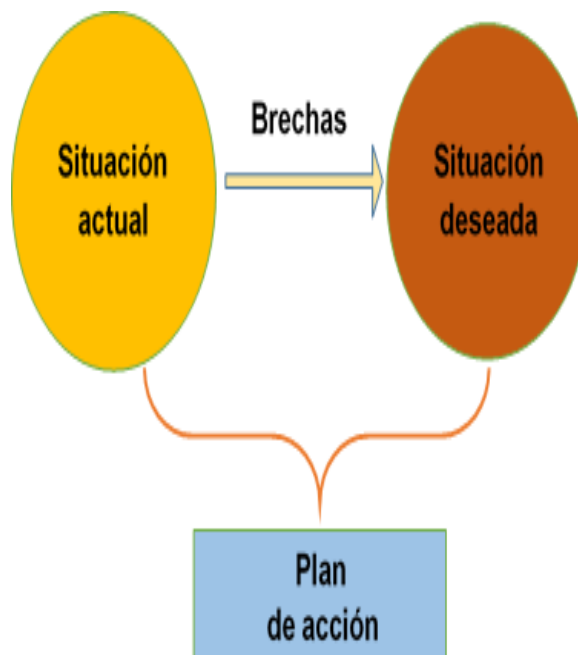 Brechas
Situación
actual
Situación
deseada
Plan
de acción